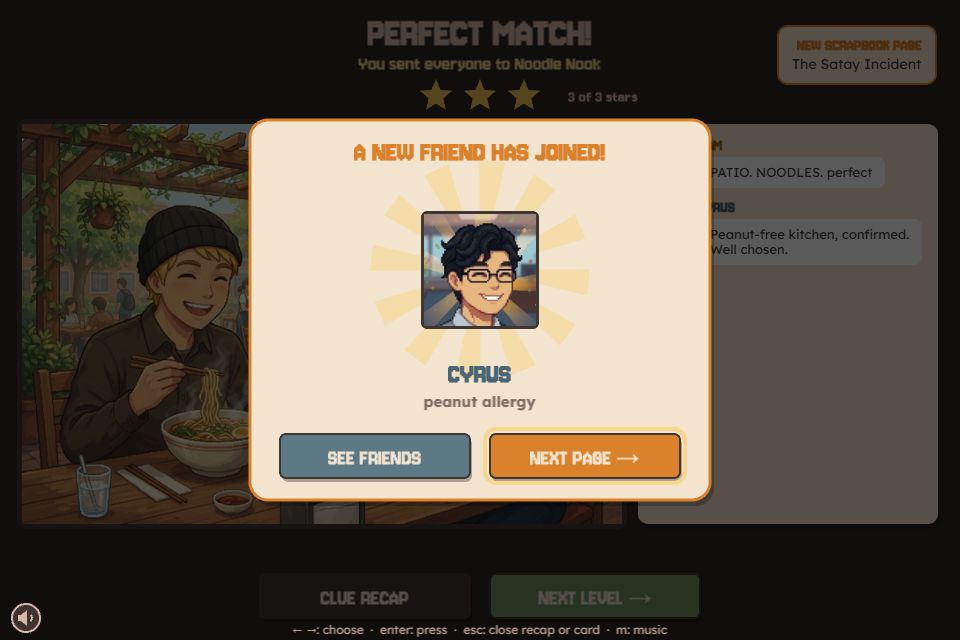 PERFECT MATCH!
You sent everyone to Noodle Nook
3 of 3 stars
NEW SCRAPBOOK PAGE
The Satay Incident
A NEW FRIEND HAS JOINED!
CYRUS
peanut allergy
SEE FRIENDS
NEXT PAGE →
PATIO. NOODLES. perfect
Peanut-free kitchen, confirmed.
Well chosen.
CLUE RECAP
NEXT LEVEL →
← →: choose · enter: press · esc: close recap or card · m: music